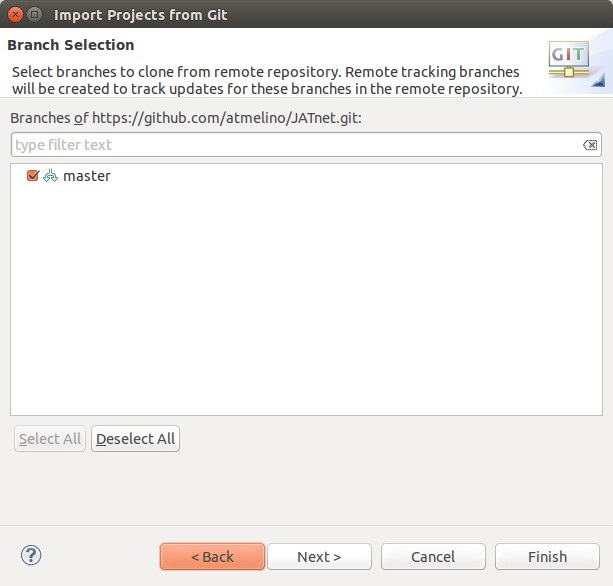 Import Projects from Git
Branch Selection
GIT
Select branches to clone from remote repository. Remote tracking branches
will be created to track updates for these branches in the remote repository.
Branches of https://github.com/atmelino/JATnet.git:
type filter text
master
Select All Deselect All
? < Back Next > Cancel Finish